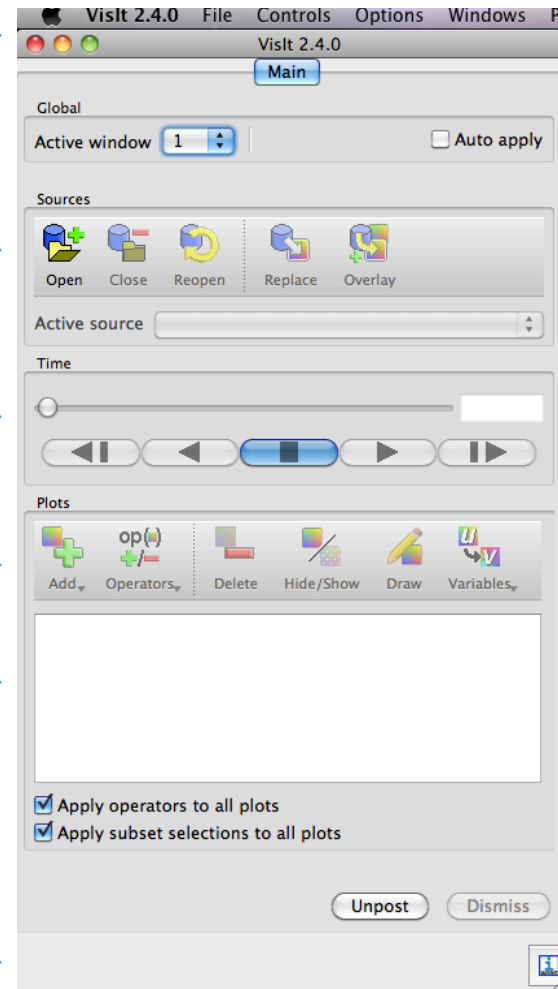 VisIt 2.4.0 File Controls Options Windows
VisIt 2.4.0
Main
Global
Active window 1 Auto apply
Sources
Open Close Reopen Replace Overlay
Active source
Time
Plots
op(▫)
+/−
u
v
Add Operators Delete Hide/Show Draw Variables
Apply operators to all plots
Apply subset selections to all plots
Unpost Dismiss